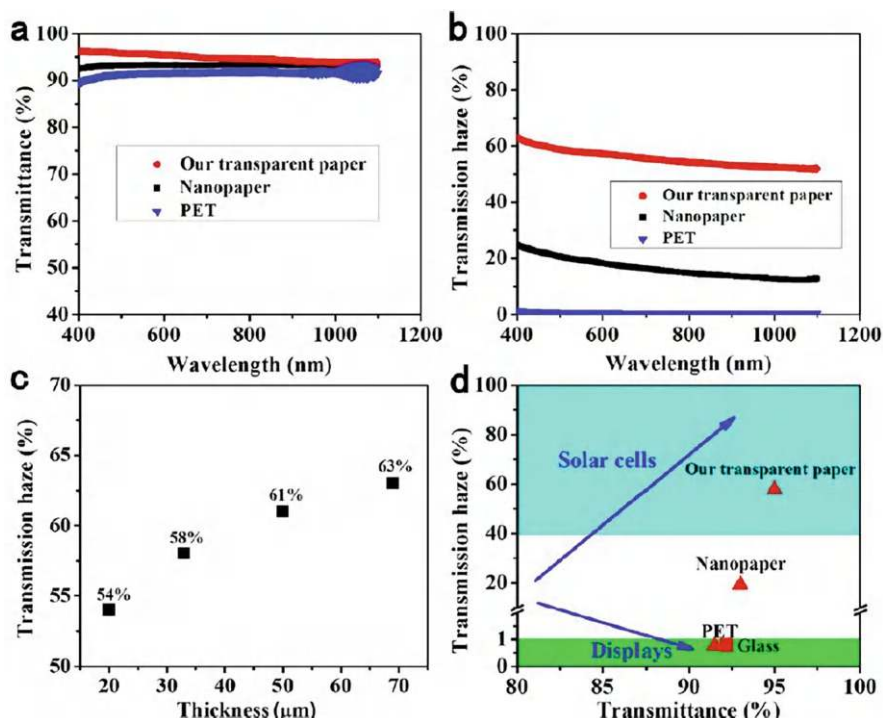 a
100
90
80
70
60
50
40
Transmittance (%)
Our transparent paper
Nanopaper
PET
400 600 800 1000 1200
Wavelength (nm)
b
100
80
60
40
20
0
Transmission haze (%)
Our transparent paper
Nanopaper
PET
400 600 800 1000 1200
Wavelength (nm)
c
70
65
60
55
50
Transmission haze (%)
54%
58%
61%
63%
20 30 40 50 60 70
Thickness (μm)
d
100
80
60
40
20
1
0
Transmission haze (%)
Solar cells
Our transparent paper
Nanopaper
PET
Glass
Displays
80 85 90 95 100
Transmittance (%)